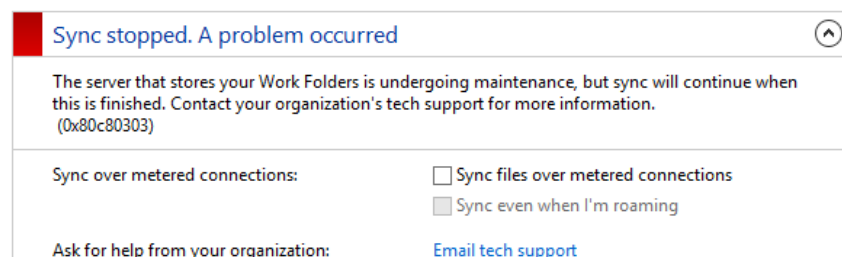 Sync stopped. A problem occurred
The server that stores your Work Folders is undergoing maintenance, but sync will continue when
this is finished. Contact your organization's tech support for more information.
(0x80c80303)
Sync over metered connections: Sync files over metered connections
Sync even when I'm roaming
Ask for help from your organization: Email tech support